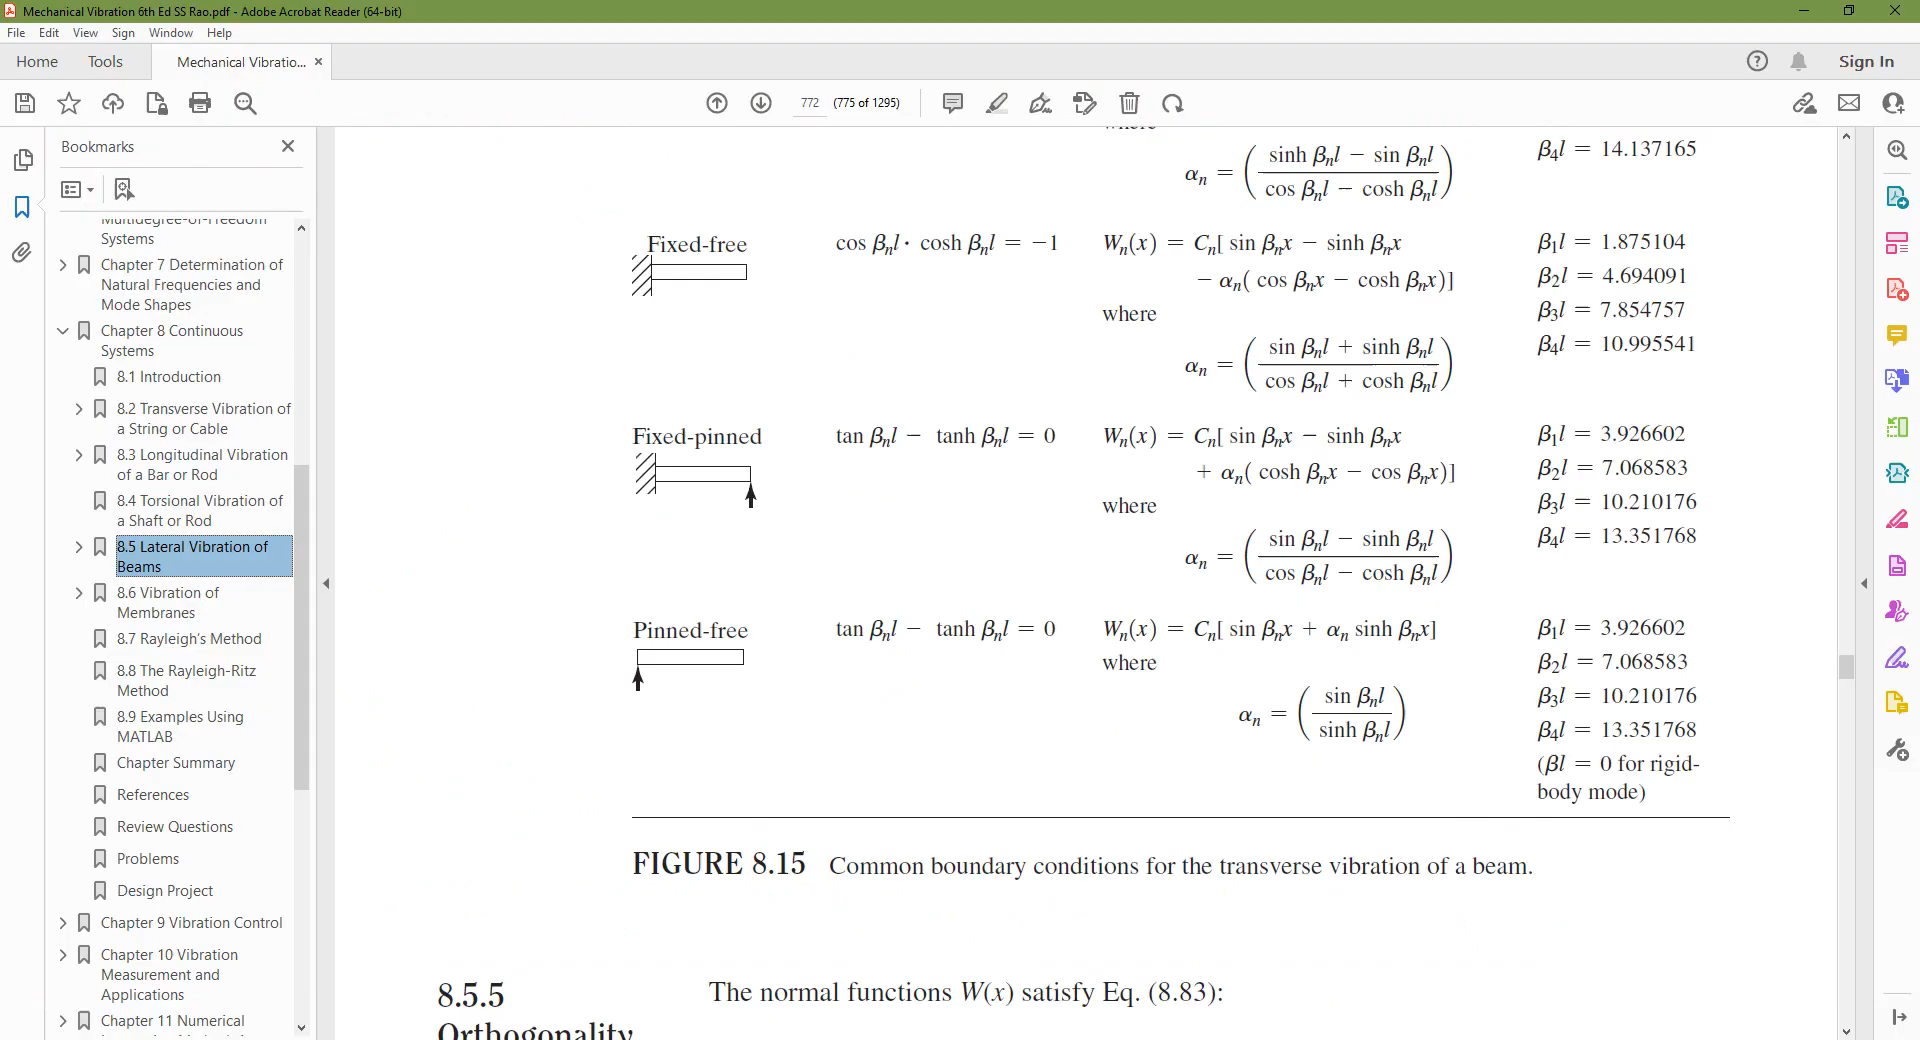 Mechanical Vibration 6th Ed SS Rao.pdf - Adobe Acrobat Reader (64-bit)
File Edit View Sign Window Help
Home Tools Mechanical Vibratio... × Sign In
772 (775 of 1295)
Bookmarks
Systems
Chapter 7 Determination of
Natural Frequencies and
Mode Shapes
Chapter 8 Continuous
Systems
8.1 Introduction
8.2 Transverse Vibration of
a String or Cable
8.3 Longitudinal Vibration
of a Bar or Rod
8.4 Torsional Vibration of
a Shaft or Rod
8.5 Lateral Vibration of
Beams
8.6 Vibration of
Membranes
8.7 Rayleigh's Method
8.8 The Rayleigh-Ritz
Method
8.9 Examples Using
MATLAB
Chapter Summary
References
Review Questions
Problems
Design Project
Chapter 9 Vibration Control
Chapter 10 Vibration
Measurement and
Applications
Chapter 11 Numerical
αₙ = ( (sinh βₙl − sin βₙl) / (cos βₙl − cosh βₙl) )
β₄l = 14.137165
Fixed-free
cos βₙl · cosh βₙl = −1
Wₙ(x) = Cₙ[ sin βₙx − sinh βₙx
− αₙ( cos βₙx − cosh βₙx)]
where
αₙ = ( (sin βₙl + sinh βₙl) / (cos βₙl + cosh βₙl) )
β₁l = 1.875104
β₂l = 4.694091
β₃l = 7.854757
β₄l = 10.995541
Fixed-pinned
tan βₙl − tanh βₙl = 0
Wₙ(x) = Cₙ[ sin βₙx − sinh βₙx
+ αₙ( cosh βₙx − cos βₙx)]
where
αₙ = ( (sin βₙl − sinh βₙl) / (cos βₙl − cosh βₙl) )
β₁l = 3.926602
β₂l = 7.068583
β₃l = 10.210176
β₄l = 13.351768
Pinned-free
tan βₙl − tanh βₙl = 0
Wₙ(x) = Cₙ[ sin βₙx + αₙ sinh βₙx]
where
αₙ = ( sin βₙl / sinh βₙl )
β₁l = 3.926602
β₂l = 7.068583
β₃l = 10.210176
β₄l = 13.351768
(βl = 0 for rigid-
body mode)
FIGURE 8.15 Common boundary conditions for the transverse vibration of a beam.
8.5.5
Orthogonality
The normal functions W(x) satisfy Eq. (8.83):